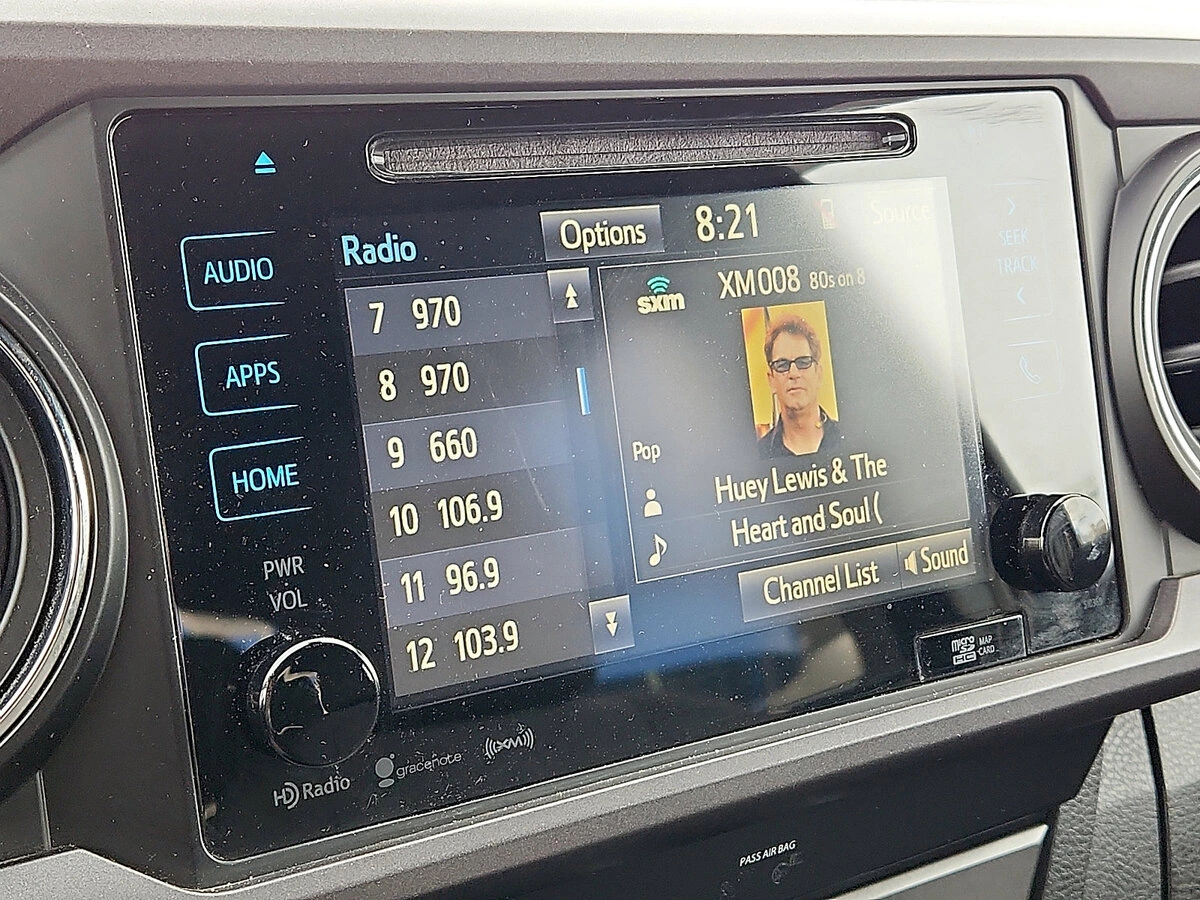 AUDIO
APPS
HOME
PWR
VOL
Radio
Options
8:21
Source
7 970
8 970
9 660
10 106.9
11 96.9
12 103.9
sxm
XM008 80s on 8
Pop
Huey Lewis & The
Heart and Soul (
Channel List
Sound
SEEK
TRACK
micro
SD
HC
MAP
CARD
HD Radio
gracenote
((XM))
PASS AIR BAG